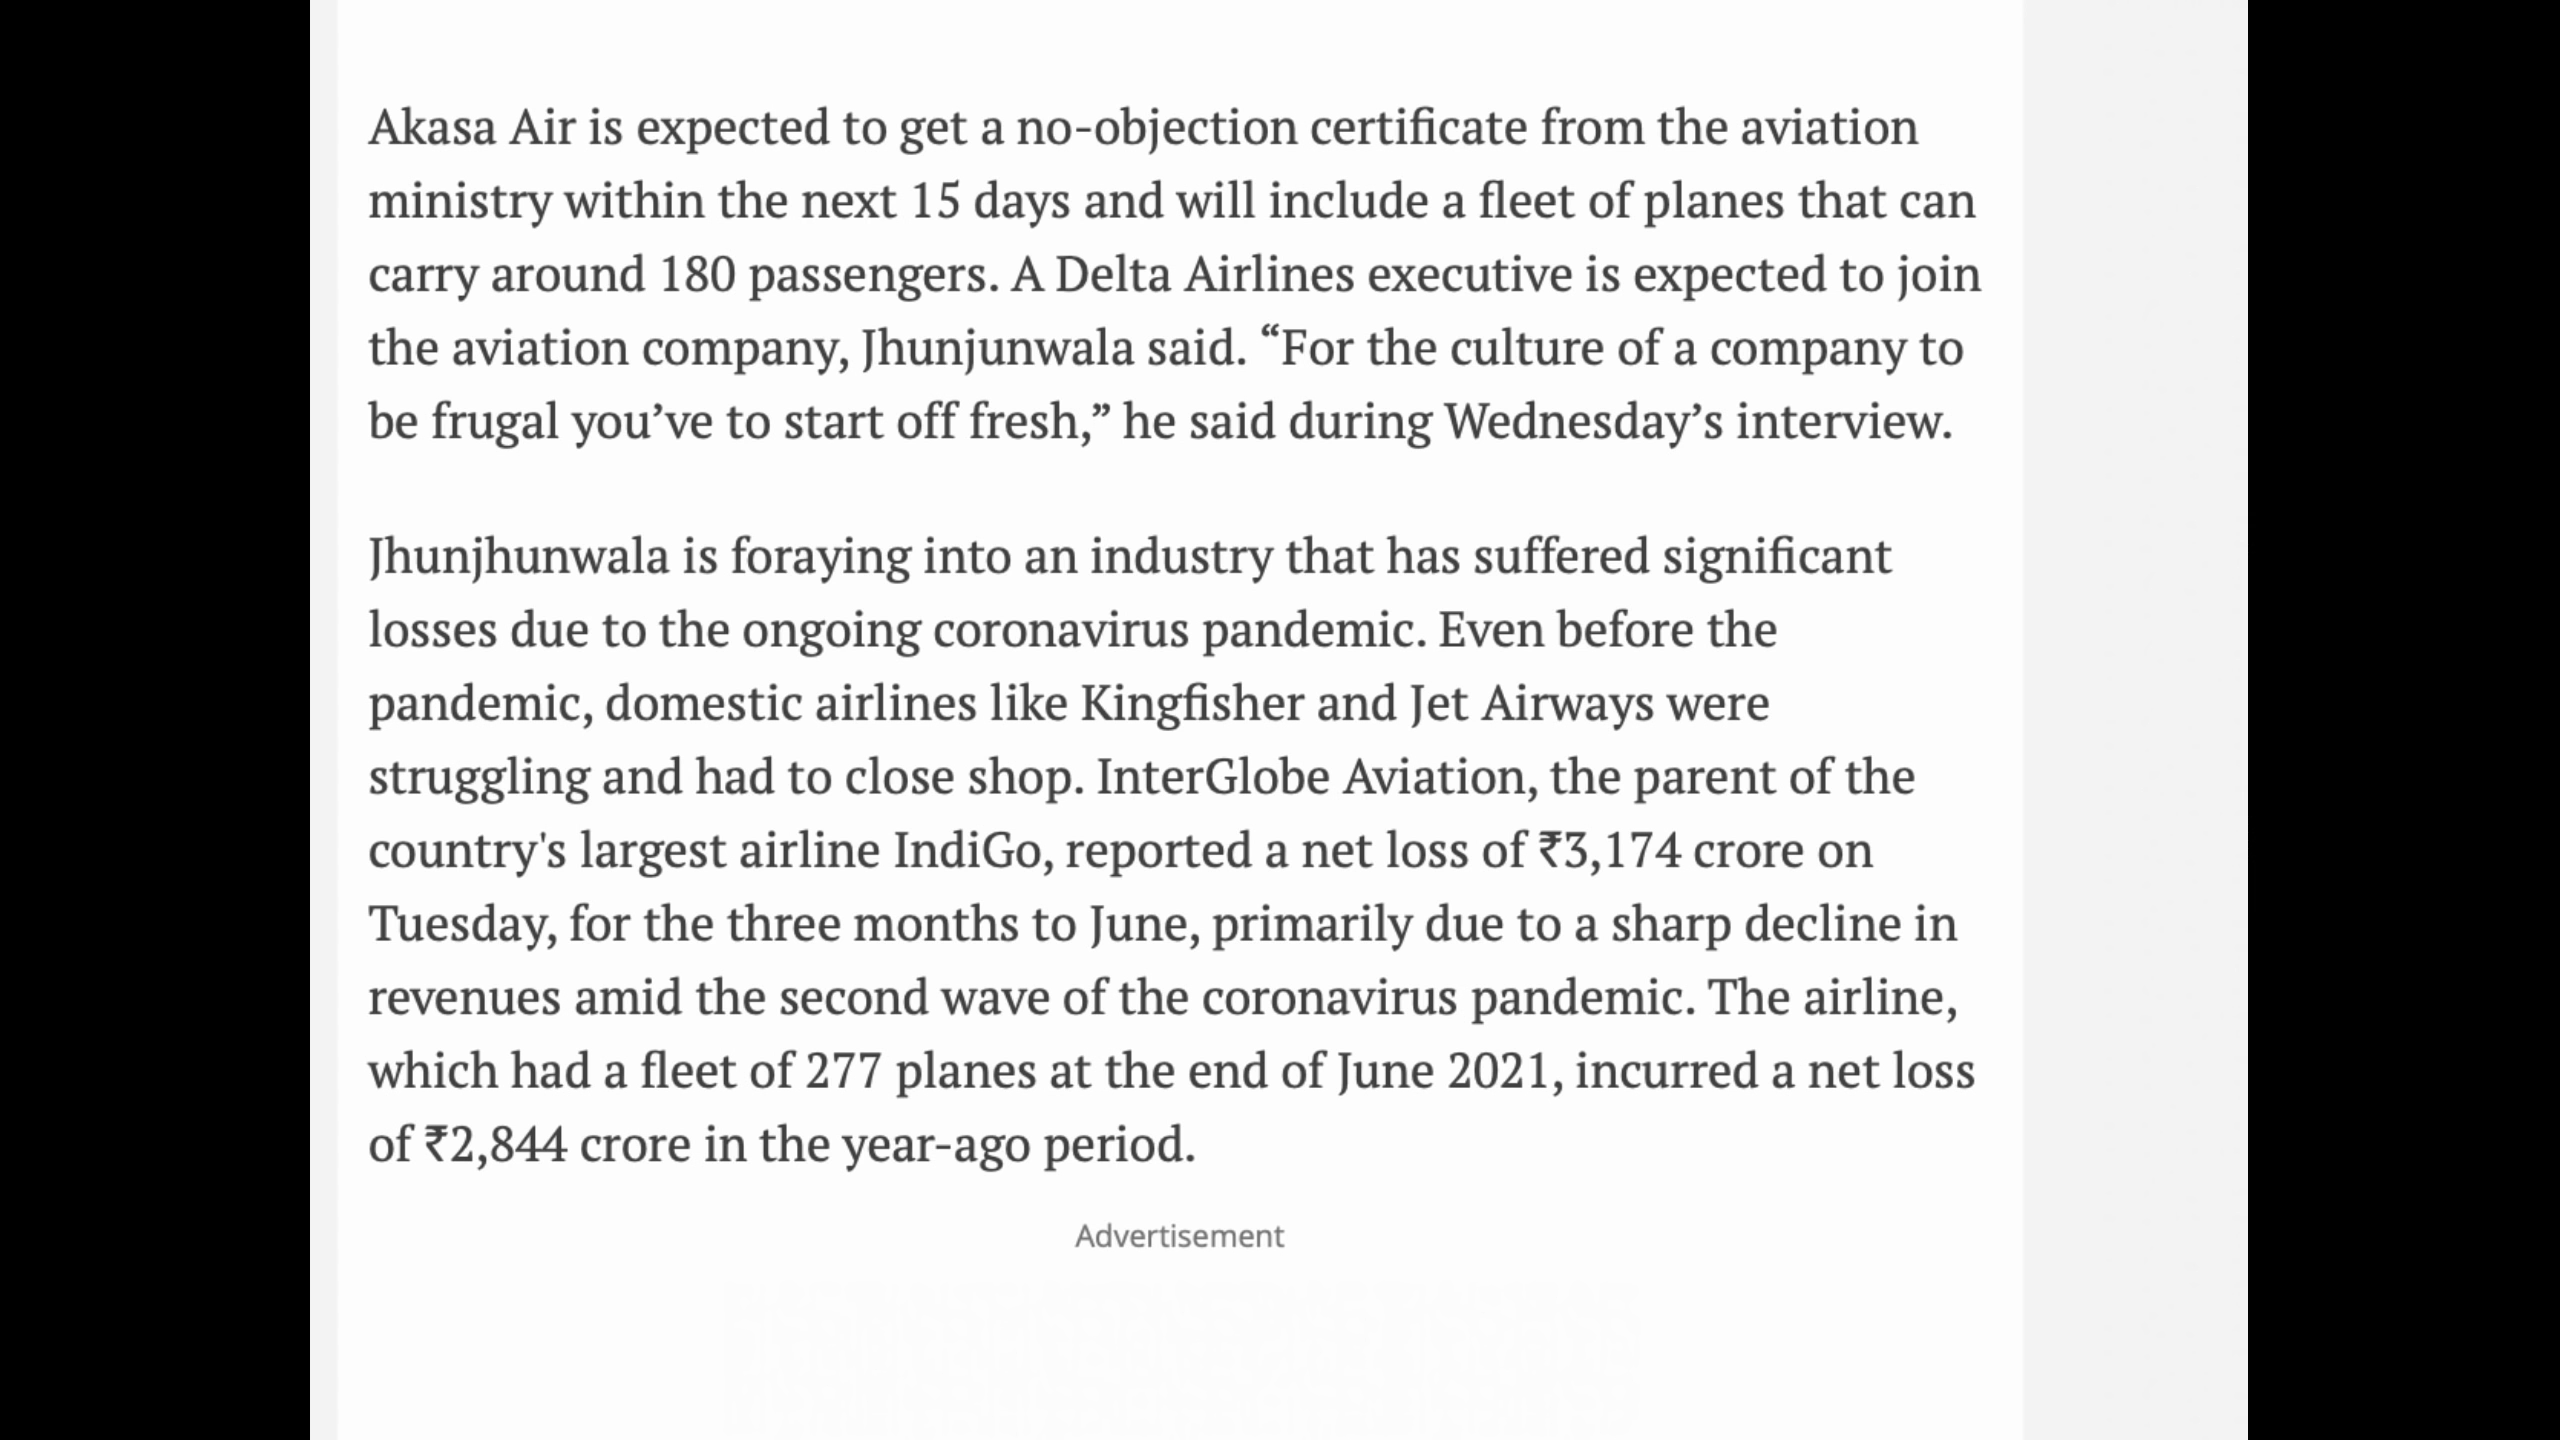 Akasa Air is expected to get a no-objection certificate from the aviation
ministry within the next 15 days and will include a fleet of planes that can
carry around 180 passengers. A Delta Airlines executive is expected to join
the aviation company, Jhunjunwala said. “For the culture of a company to
be frugal you’ve to start off fresh,” he said during Wednesday’s interview.
Jhunjhunwala is foraying into an industry that has suffered significant
losses due to the ongoing coronavirus pandemic. Even before the
pandemic, domestic airlines like Kingfisher and Jet Airways were
struggling and had to close shop. InterGlobe Aviation, the parent of the
country's largest airline IndiGo, reported a net loss of ₹3,174 crore on
Tuesday, for the three months to June, primarily due to a sharp decline in
revenues amid the second wave of the coronavirus pandemic. The airline,
which had a fleet of 277 planes at the end of June 2021, incurred a net loss
of ₹2,844 crore in the year-ago period.
Advertisement